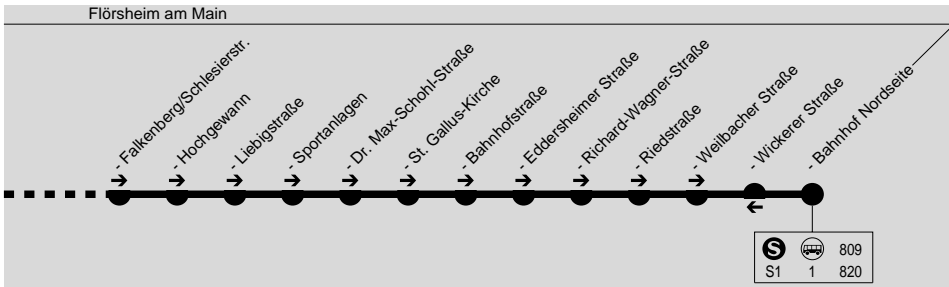 Flörsheim am Main
- Falkenberg/Schlesierstr.
- Hochgewann
- Liebigstraße
- Sportanlagen
- Dr. Max-Schohl-Straße
- St. Gallus-Kirche
- Bahnhofstraße
- Eddersheimer Straße
- Richard-Wagner-Straße
- Riedstraße
- Weilbacher Straße
- Wickerer Straße
- Bahnhof Nordseite
S 809
S1 1 820